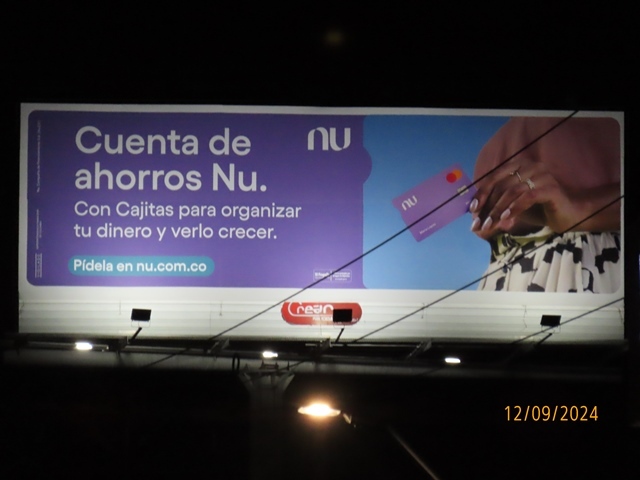 Cuenta de
ahorros Nu.
Con Cajitas para organizar
tu dinero y verlo crecer.
Pídela en nu.com.co
nu
nu
12/09/2024